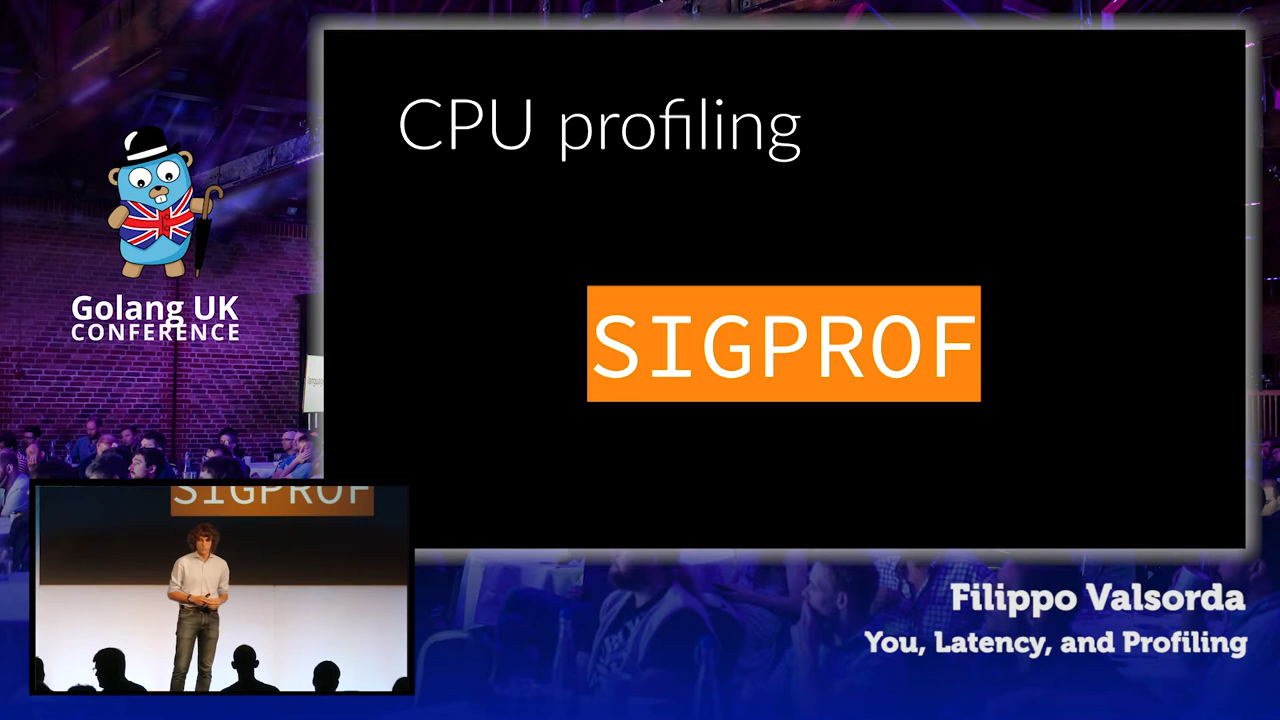 CPU profiling
SIGPROF
Golang UK
CONFERENCE
SIGPROF
Filippo Valsorda
You, Latency, and Profiling